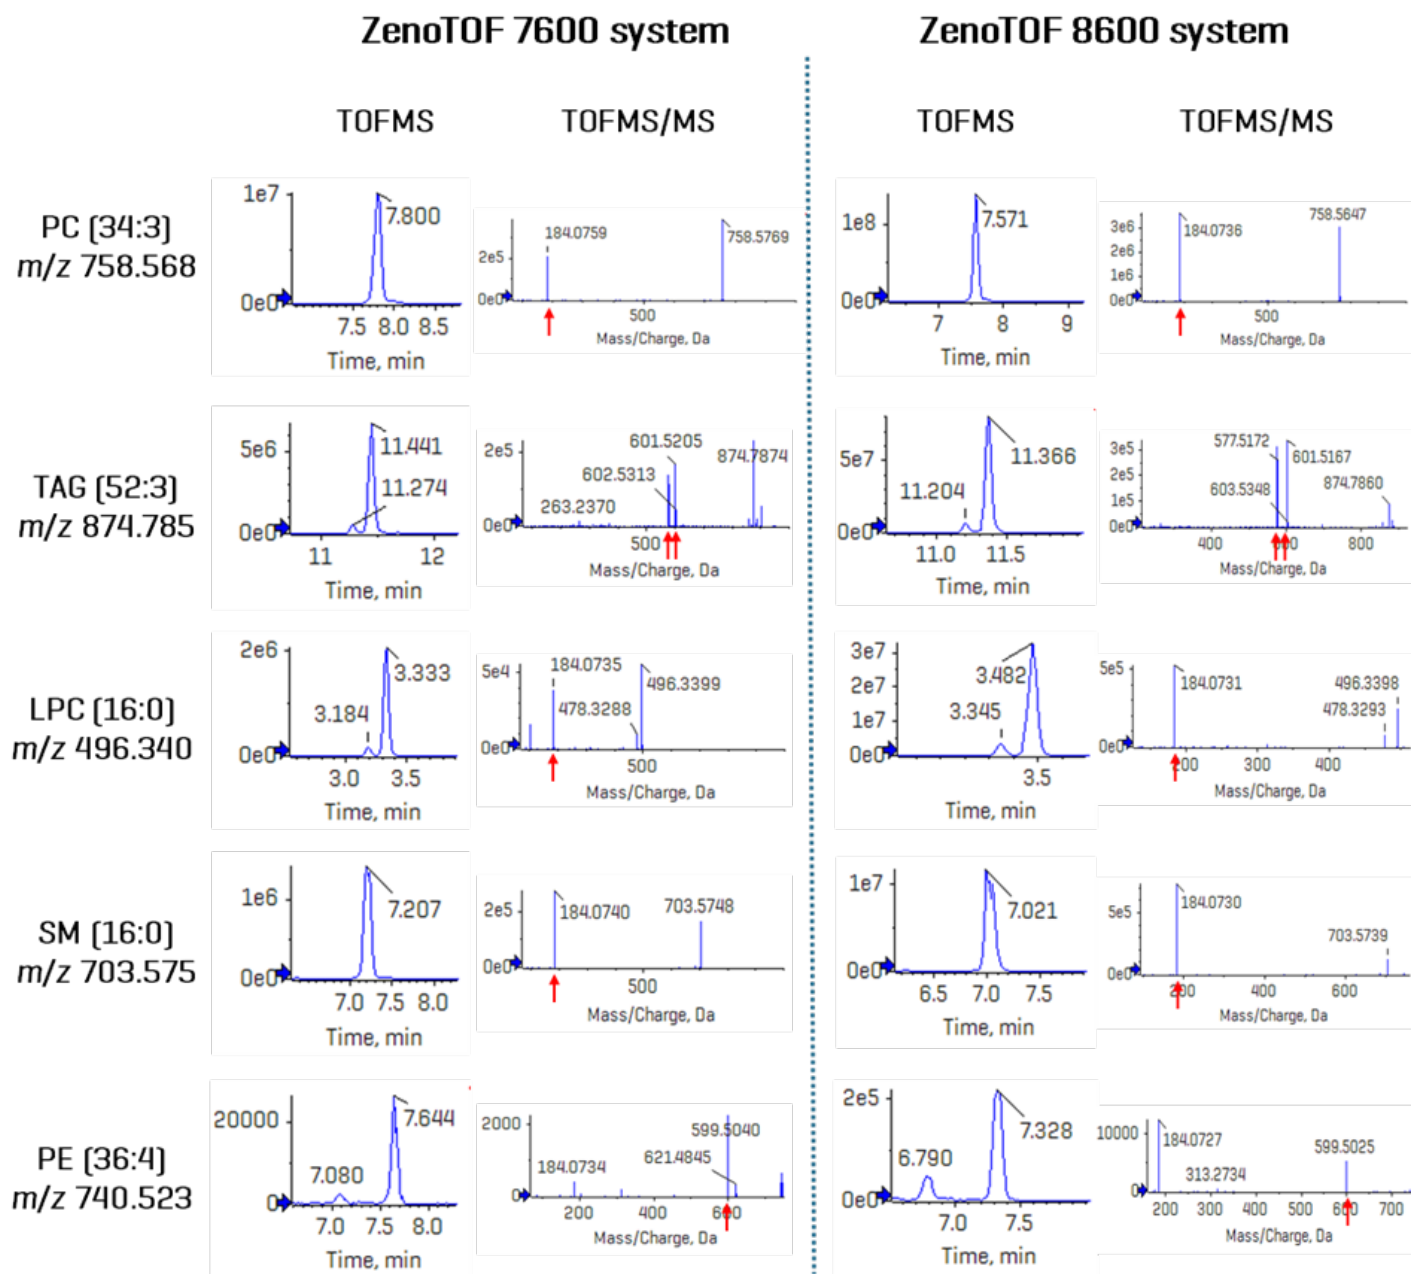 ZenoTOF 7600 system
ZenoTOF 8600 system
TOFMS
TOFMS/MS
TOFMS
TOFMS/MS
PC (34:3)
m/z 758.568
1e7
0e0
7.800
7.5 8.0 8.5
Time, min
2e5
0e0
184.0759
758.5769
500
Mass/Charge, Da
1e8
0e0
7.571
7 8 9
Time, min
3e6
2e6
1e6
0e0
184.0736
758.5647
500
Mass/Charge, Da
TAG (52:3)
m/z 874.785
5e6
0e0
11.441
11.274
11 12
Time, min
2e5
0e0
601.5205
602.5313
263.2370
874.7874
500
Mass/Charge, Da
5e7
0e0
11.366
11.204
11.0 11.5
Time, min
3e5
2e5
1e5
0e0
577.5172
601.5167
603.5348
874.7860
400 600 800
Mass/Charge, Da
LPC (16:0)
m/z 496.340
2e6
0e0
3.333
3.184
3.0 3.5
Time, min
5e4
0e0
184.0735
496.3399
478.3288
500
Mass/Charge, Da
3e7
2e7
1e7
0e0
3.482
3.345
3.5
Time, min
5e5
0e0
184.0731
496.3398
478.3293
200 300 400
Mass/Charge, Da
SM (16:0)
m/z 703.575
1e6
0e0
7.207
7.0 7.5 8.0
Time, min
2e5
0e0
184.0740
703.5748
500
Mass/Charge, Da
1e7
0e0
7.021
6.5 7.0 7.5
Time, min
5e5
0e0
184.0730
703.5739
200 400 600
Mass/Charge, Da
PE (36:4)
m/z 740.523
20000
0e0
7.644
7.080
7.0 7.5 8.0
Time, min
2000
0e0
599.5040
621.4845
184.0734
200 400 600
Mass/Charge, Da
2e5
0e0
7.328
6.790
7.0 7.5
Time, min
10000
0e0
184.0727
599.5025
313.2734
200 300 400 500 600 700
Mass/Charge, Da